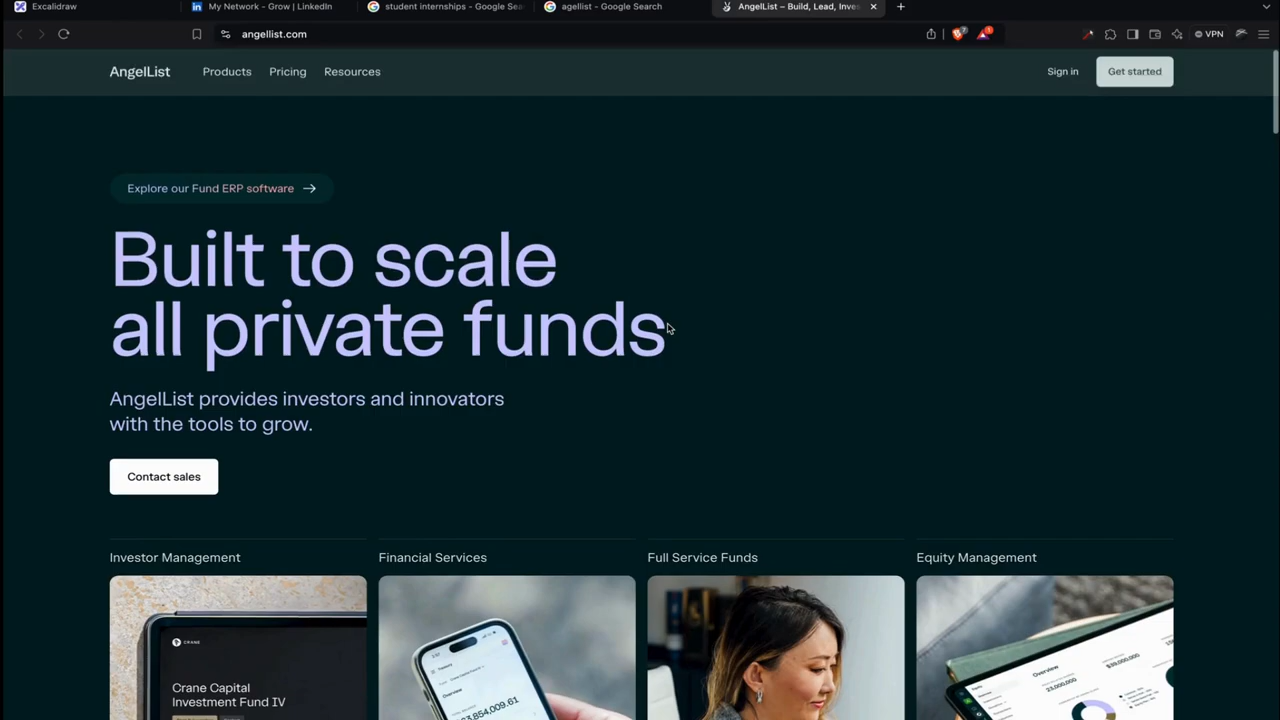 Excalidraw
My Network - Grow | LinkedIn
student internships - Google Sea
agellist - Google Search
AngelList – Build, Lead, Inves
angellist.com
VPN
AngelList
Products
Pricing
Resources
Sign in
Get started
Explore our Fund ERP software
Built to scale
all private funds
AngelList provides investors and innovators
with the tools to grow.
Contact sales
Investor Management
Financial Services
Full Service Funds
Equity Management
CRANE
Crane Capital
Investment Fund IV
Overview
Overview